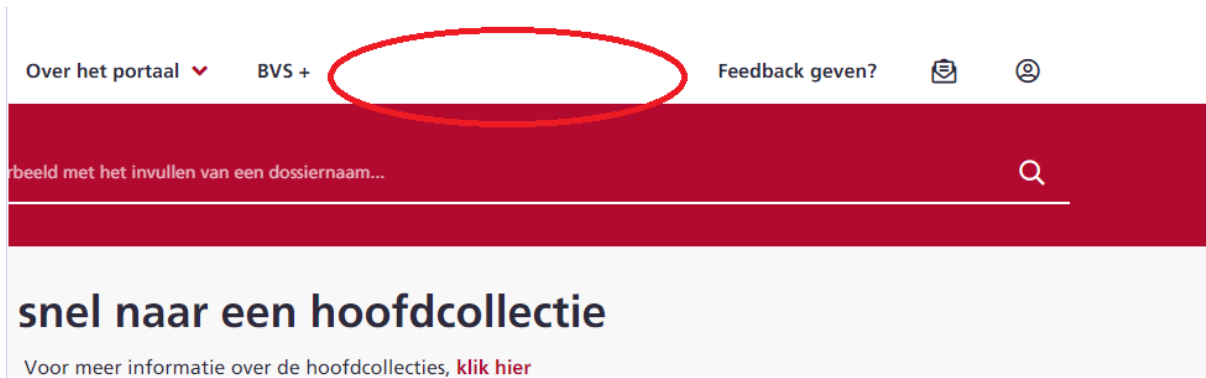 Over het portaal BVS + Feedback geven?
rbeeld met het invullen van een dossiernaam...
snel naar een hoofdcollectie
Voor meer informatie over de hoofdcollecties, klik hier